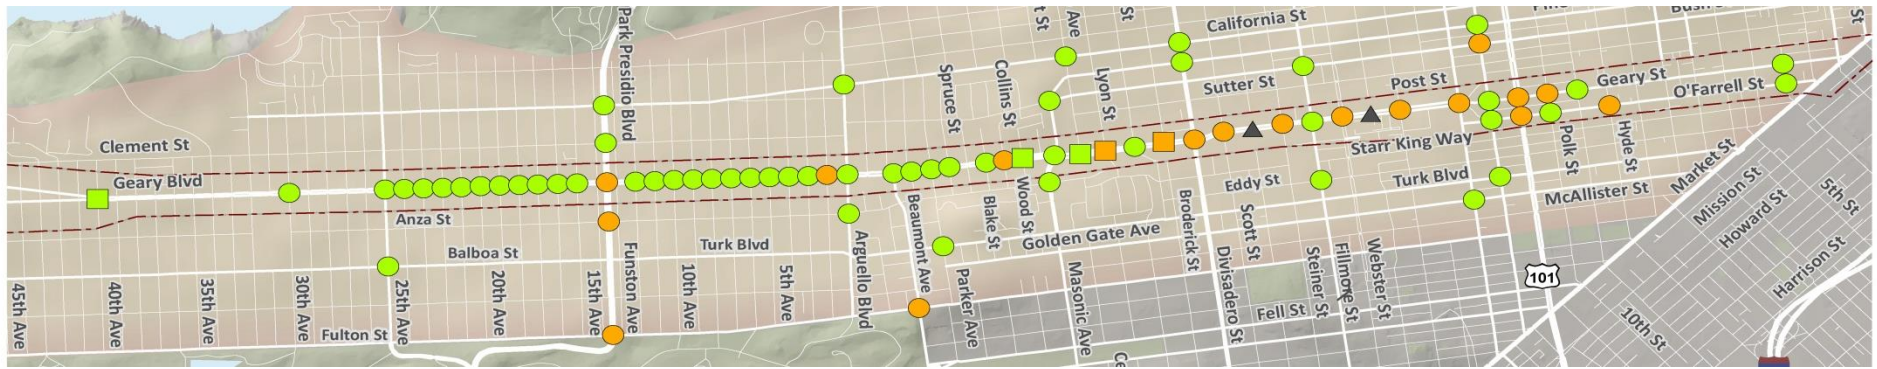 Park Presidio Blvd
t St
Ave
St
California St
Bush
St
Spruce St
Collins St
Lyon St
Sutter St
Post St
Geary St
O'Farrell St
Clement St
Geary Blvd
Starr King Way
Polk St
Hyde St
Market St
Anza St
Balboa St
Turk Blvd
Funston Ave
Arguello Blvd
Beaumont Ave
Blake St
Wood St
Golden Gate Ave
Broderick St
Eddy St
Scott St
Turk Blvd
McAllister St
Mission St
Howard St
5th St
Harrison St
45th Ave
40th Ave
35th Ave
30th Ave
25th Ave
20th Ave
15th Ave
10th Ave
5th Ave
Parker Ave
Masonic Ave
Divisadero St
Steiner St
Fillmore St
Webster St
101
Fulton St
Fell St
10th St